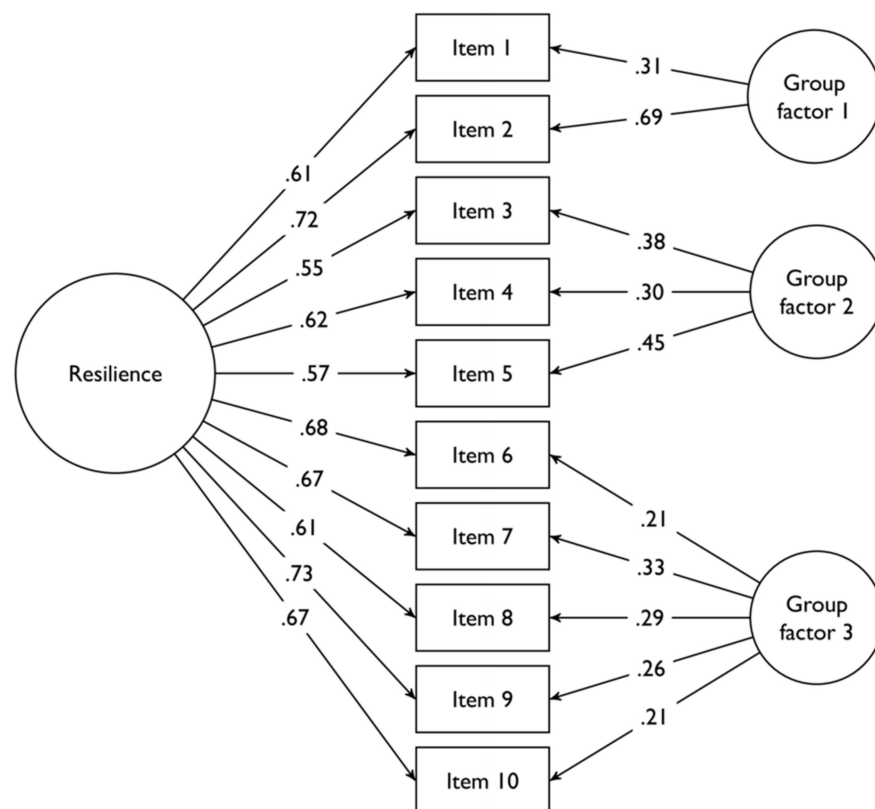 Item 1
Item 2
Item 3
Item 4
Item 5
Item 6
Item 7
Item 8
Item 9
Item 10
Resilience
.61
.72
.55
.62
.57
.68
.67
.61
.73
.67
Group
factor 1
.31
.69
Group
factor 2
.38
.30
.45
Group
factor 3
.21
.33
.29
.26
.21